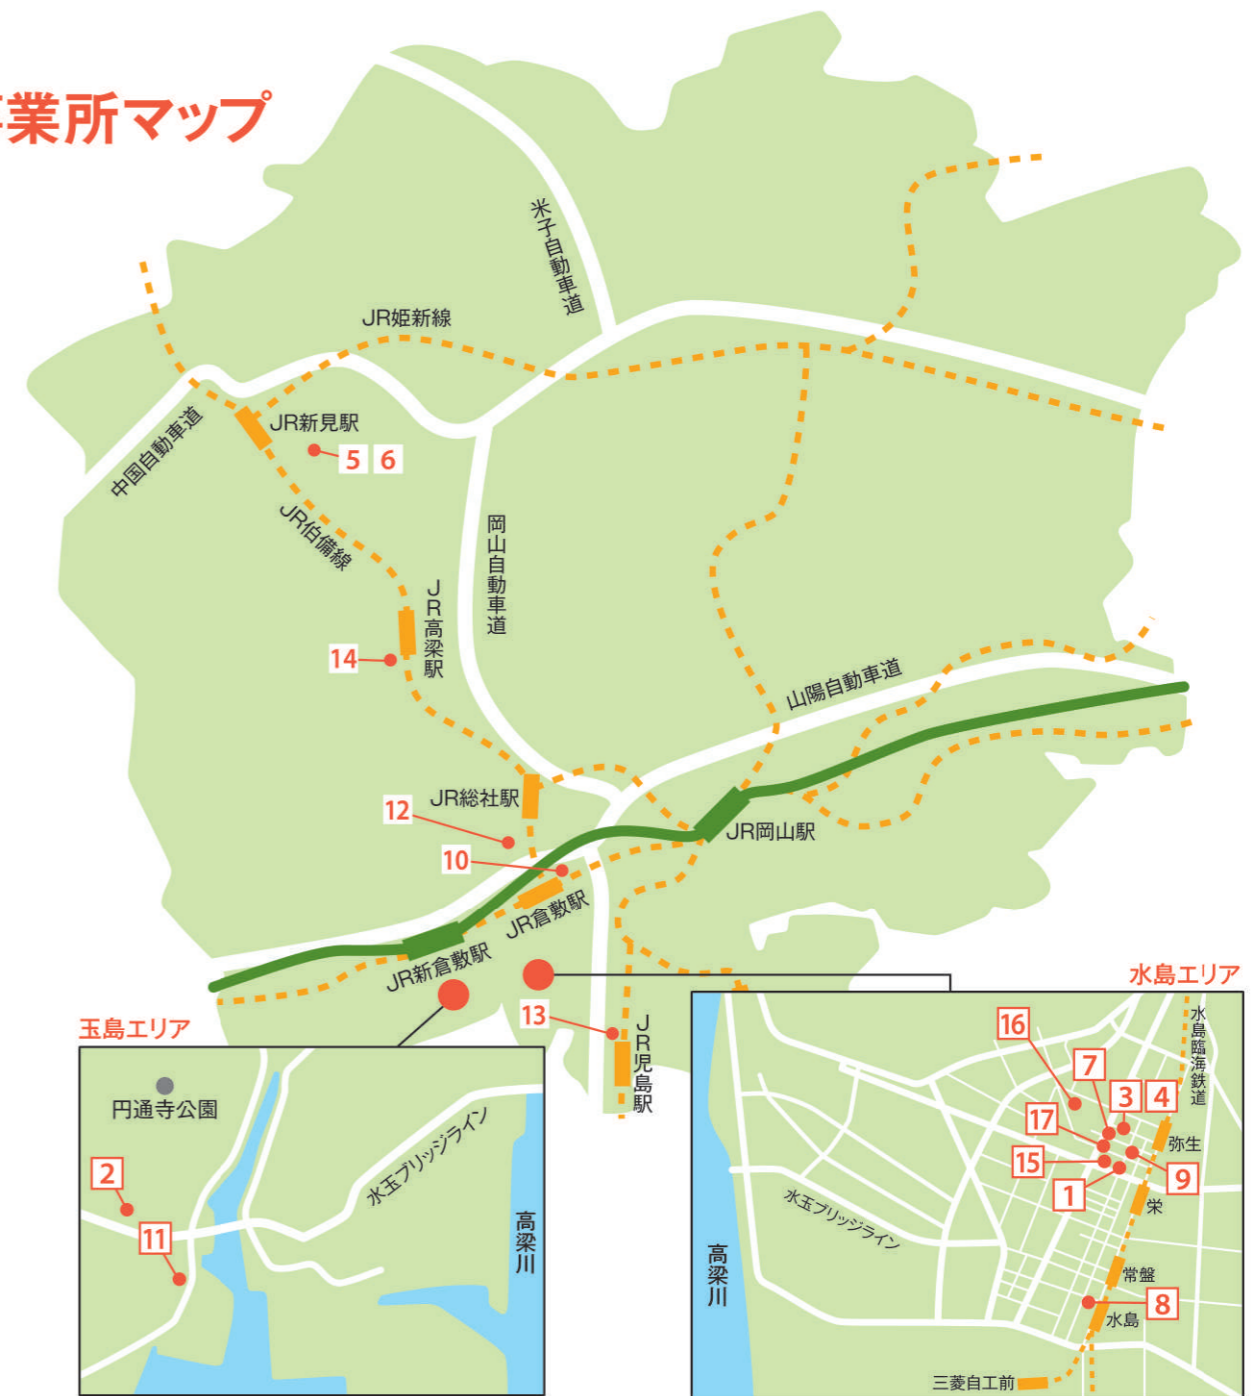 業所マップ
米子自動車道
JR姫新線
中国自動車道
JR新見駅
5 6
JR伯備線
岡山自動車道
JR高梁駅
14
山陽自動車道
JR総社駅
12
10
JR岡山駅
JR倉敷駅
JR新倉敷駅
13
JR児島駅
玉島エリア
円通寺公園
2
11
水玉ブリッジライン
高梁川
水島エリア
水島臨海鉄道
16
7
3 4
17
弥生
15
9
1
栄
水玉ブリッジライン
高梁川
常盤
8
水島
三菱自工前